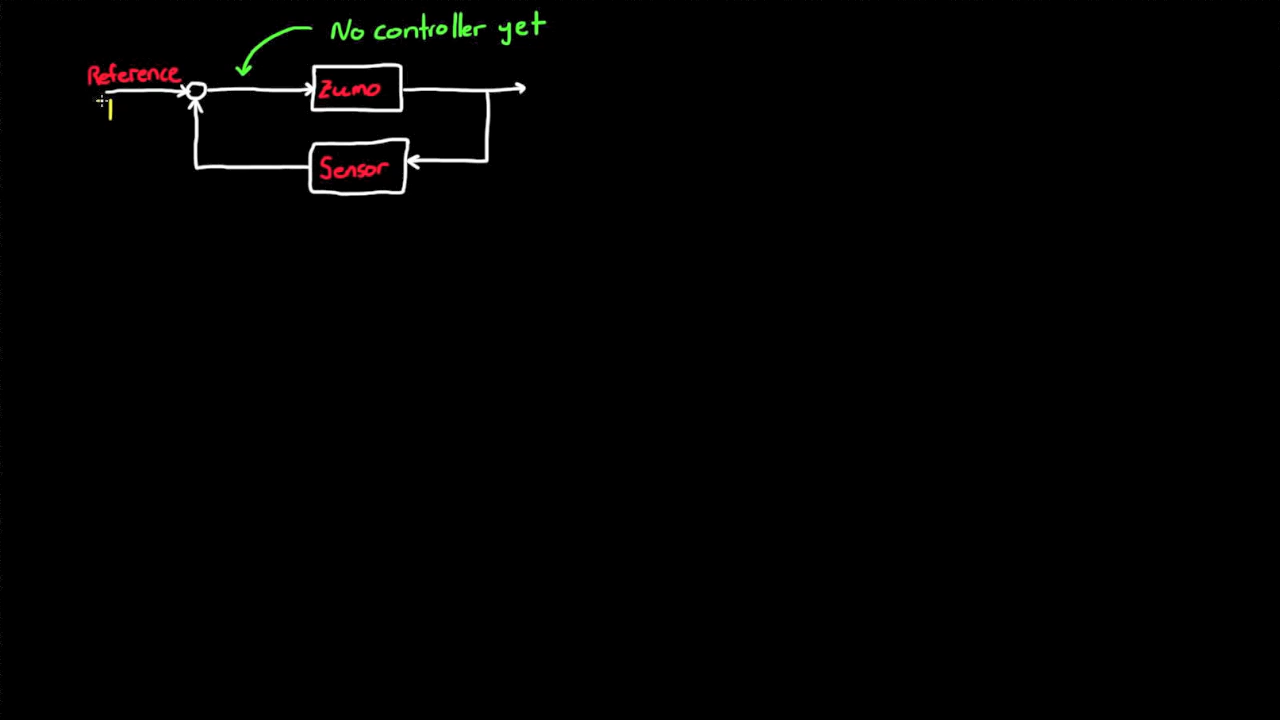 No controller yet
Reference
Zumo
Sensor